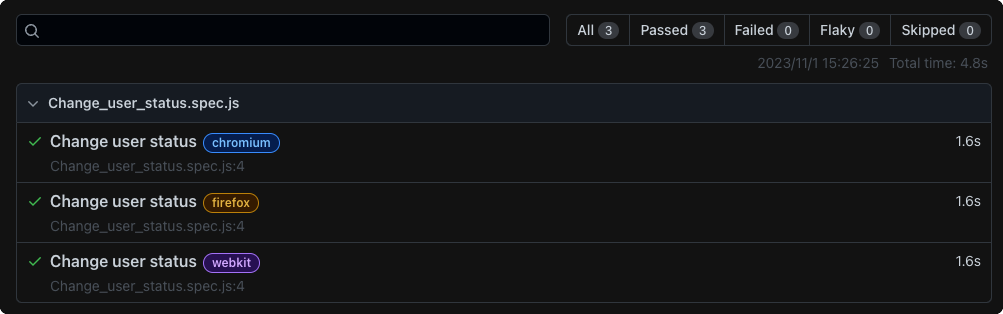 All 3 Passed 3 Failed 0 Flaky 0 Skipped 0
2023/11/1 15:26:25 Total time: 4.8s
Change_user_status.spec.js
Change user status chromium 1.6s
Change_user_status.spec.js:4
Change user status firefox 1.6s
Change_user_status.spec.js:4
Change user status webkit 1.6s
Change_user_status.spec.js:4